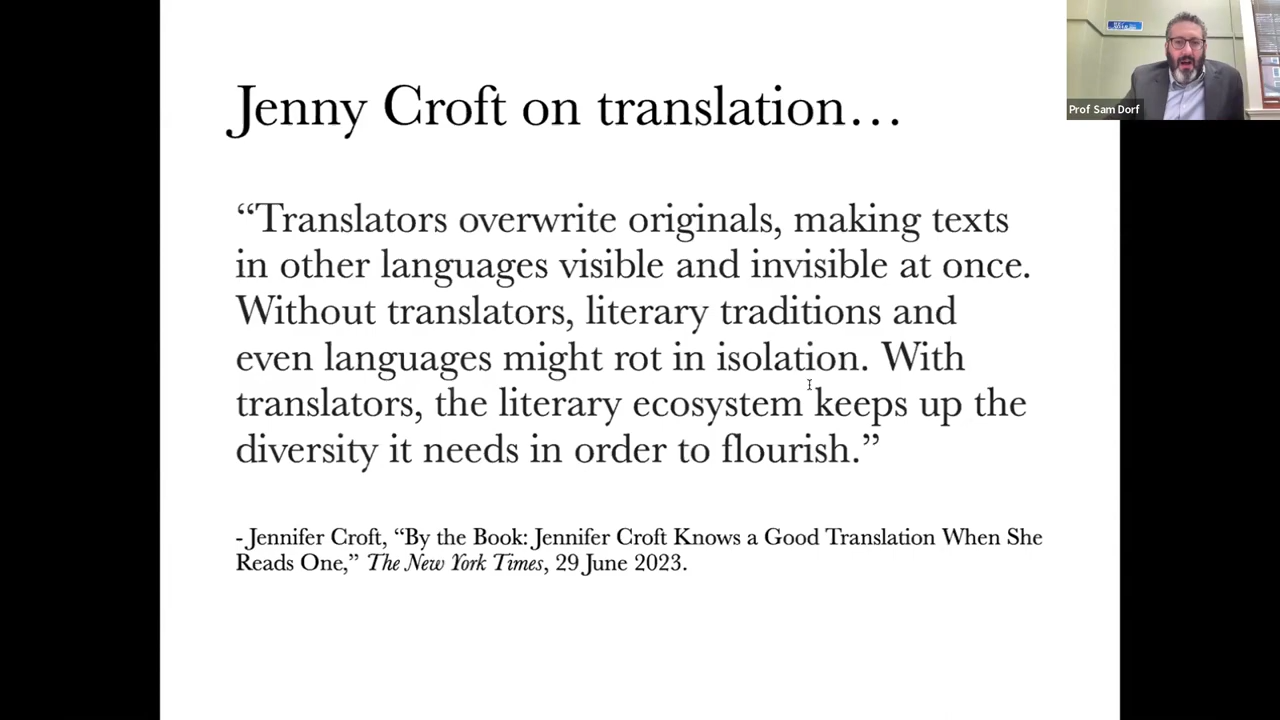 Jenny Croft on translation…
“Translators overwrite originals, making texts
in other languages visible and invisible at once.
Without translators, literary traditions and
even languages might rot in isolation. With
translators, the literary ecosystem keeps up the
diversity it needs in order to flourish.”
- Jennifer Croft, “By the Book: Jennifer Croft Knows a Good Translation When She
Reads One,” The New York Times, 29 June 2023.
Prof Sam Dorf